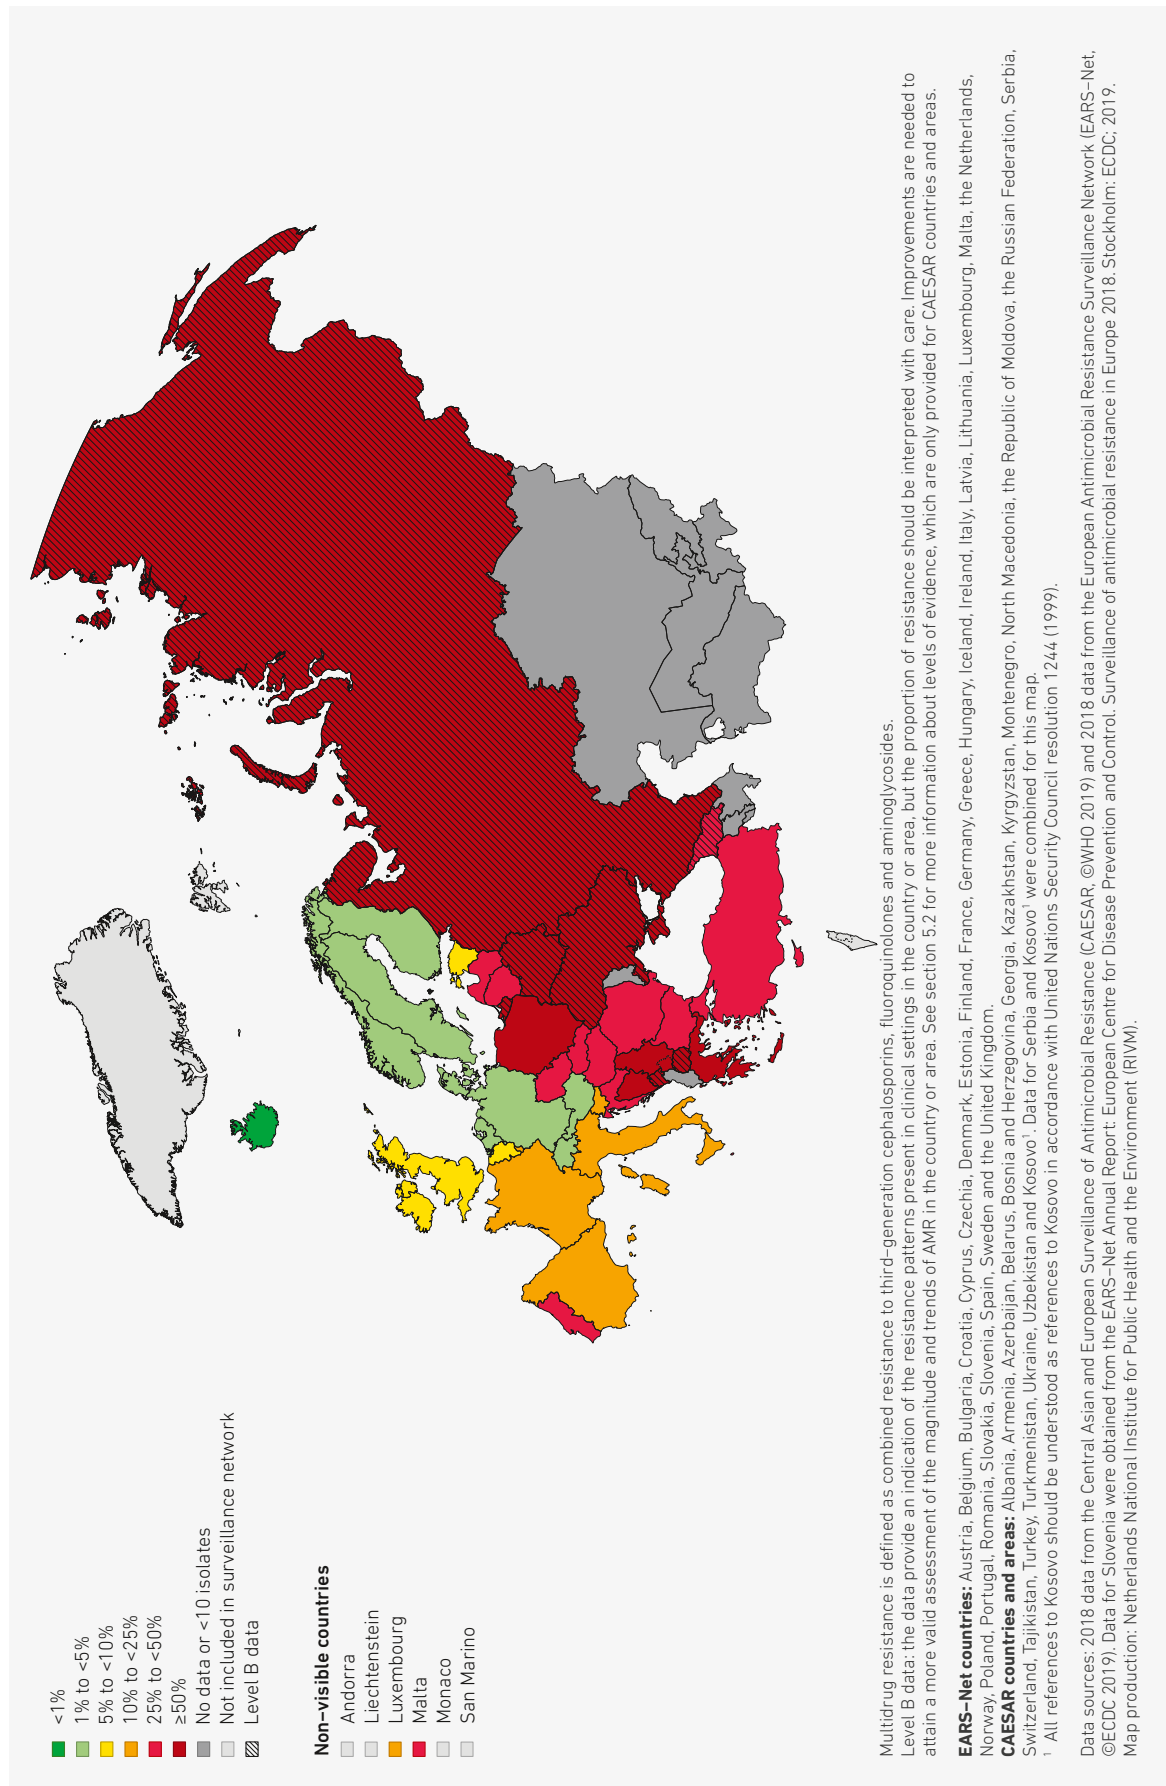 <1%
1% to <5%
5% to <10%
10% to <25%
25% to <50%
≥50%
No data or <10 isolates
Not included in surveillance network
Level B data
Non–visible countries
Andorra
Liechtenstein
Luxembourg
Malta
Monaco
San Marino
Multidrug resistance is defined as combined resistance to third–generation cephalosporins, fluoroquinolones and aminoglycosides.
Level B data: the data provide an indication of the resistance patterns present in clinical settings in the country or area, but the proportion of resistance should be interpreted with care. Improvements are needed to
attain a more valid assessment of the magnitude and trends of AMR in the country or area. See section 5.2 for more information about levels of evidence, which are only provided for CAESAR countries and areas.
EARS–Net countries: Austria, Belgium, Bulgaria, Croatia, Cyprus, Czechia, Denmark, Estonia, Finland, France, Germany, Greece, Hungary, Iceland, Ireland, Italy, Latvia, Lithuania, Luxembourg, Malta, the Netherlands,
Norway, Poland, Portugal, Romania, Slovakia, Slovenia, Spain, Sweden and the United Kingdom.
CAESAR countries and areas: Albania, Armenia, Azerbaijan, Belarus, Bosnia and Herzegovina, Georgia, Kazakhstan, Kyrgyzstan, Montenegro, North Macedonia, the Republic of Moldova, the Russian Federation, Serbia,
Switzerland, Tajikistan, Turkey, Turkmenistan, Ukraine, Uzbekistan and Kosovo¹. Data for Serbia and Kosovo¹ were combined for this map.
¹ All references to Kosovo should be understood as references to Kosovo in accordance with United Nations Security Council resolution 1244 (1999).
Data sources: 2018 data from the Central Asian and European Surveillance of Antimicrobial Resistance (CAESAR, ©WHO 2019) and 2018 data from the European Antimicrobial Resistance Surveillance Network (EARS–Net,
©ECDC 2019). Data for Slovenia were obtained from the EARS–Net Annual Report: European Centre for Disease Prevention and Control. Surveillance of antimicrobial resistance in Europe 2018. Stockholm: ECDC; 2019.
Map production: Netherlands National Institute for Public Health and the Environment (RIVM).